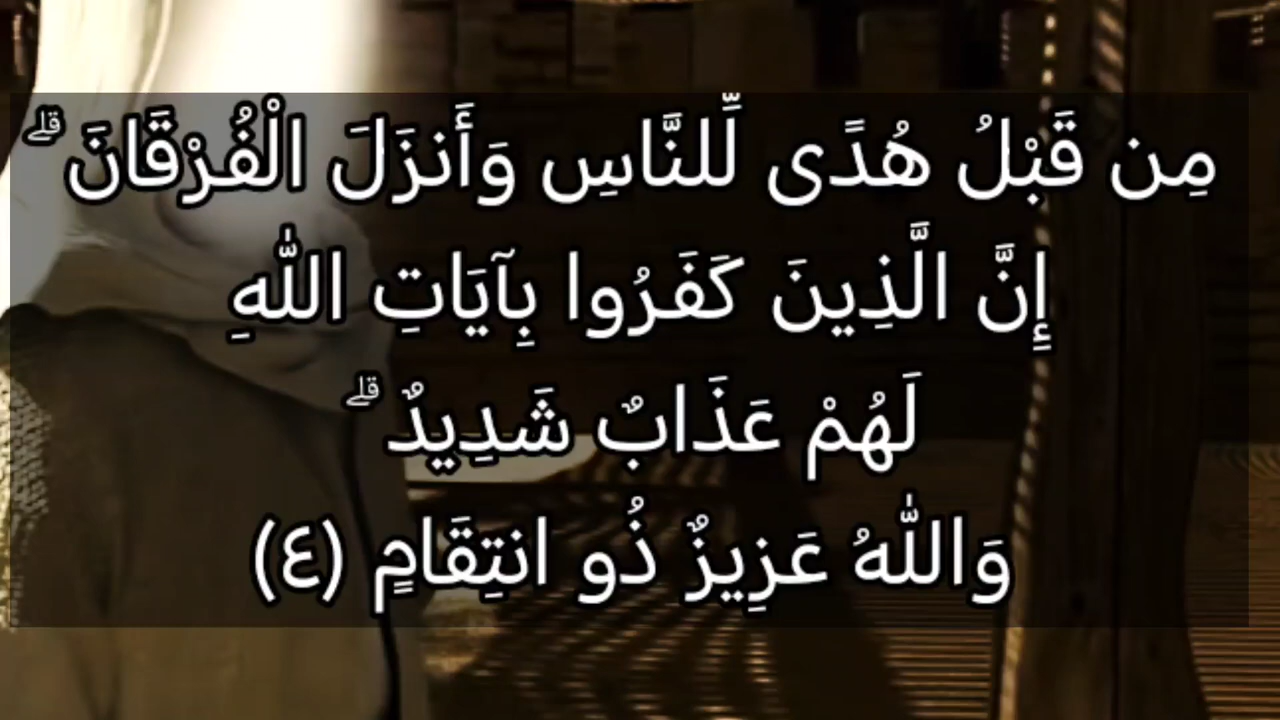 مِن قَبْلُ هُدًى لِّلنَّاسِ وَأَنزَلَ الْفُرْقَانَ ۗ
إِنَّ الَّذِينَ كَفَرُوا بِآيَاتِ اللَّهِ
لَهُمْ عَذَابٌ شَدِيدٌ ۗ
وَاللَّهُ عَزِيزٌ ذُو انتِقَامٍ (٤)